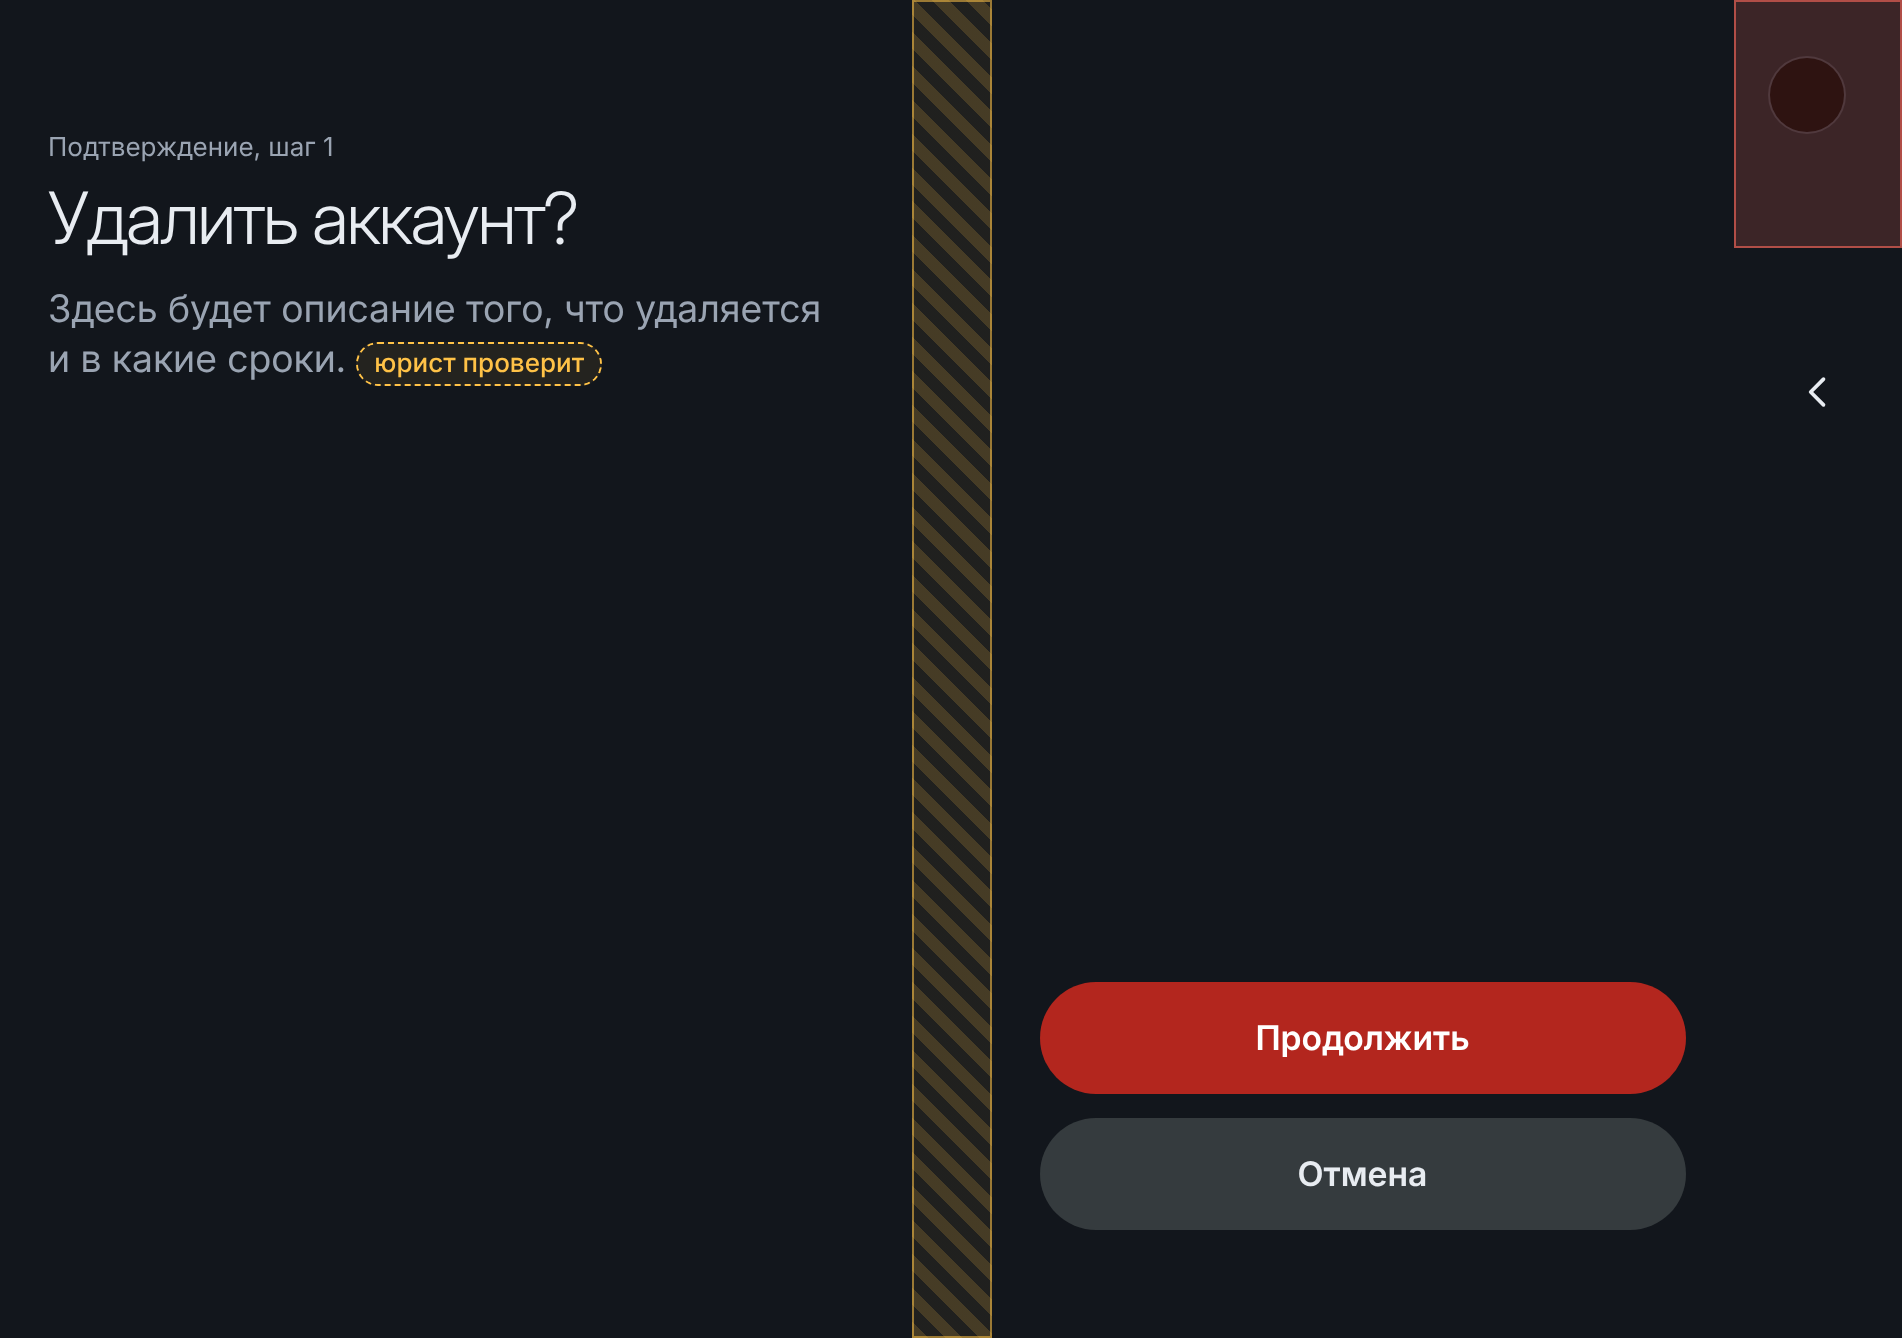 Подтверждение, шаг 1
Удалить аккаунт?
Здесь будет описание того, что удаляется
и в какие сроки. юрист проверит
Продолжить
Отмена